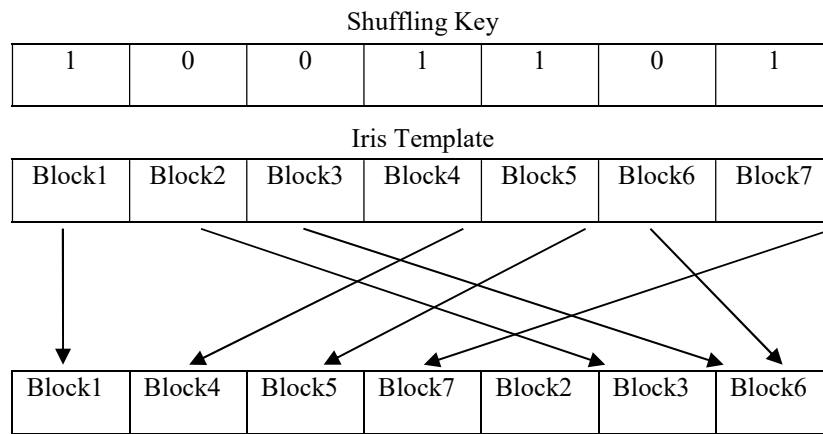 Shuffling Key
1 0 0 1 1 0 1
Iris Template
Block1 Block2 Block3 Block4 Block5 Block6 Block7
Block1 Block4 Block5 Block7 Block2 Block3 Block6